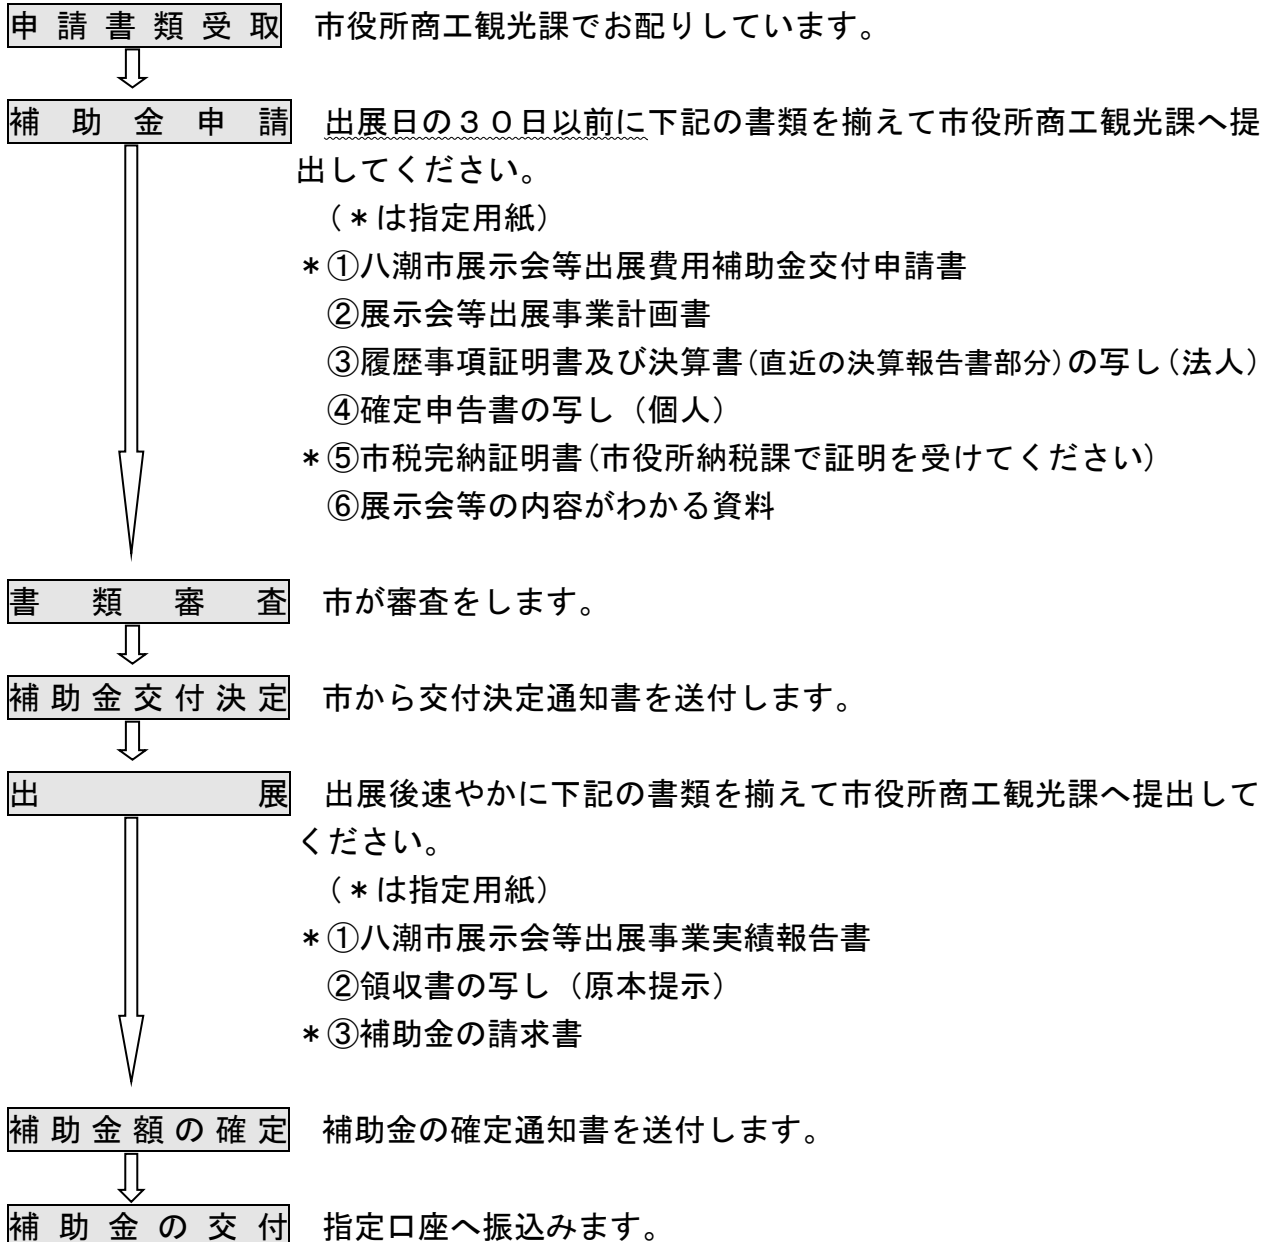 申請書類受取　市役所商工観光課でお配りしています。
補助金申請　出展日の３０日以前に下記の書類を揃えて市役所商工観光課へ提
出してください。
（＊は指定用紙）
＊①八潮市展示会等出展費用補助金交付申請書
②展示会等出展事業計画書
③履歴事項証明書及び決算書(直近の決算報告書部分)の写し(法人)
④確定申告書の写し（個人）
＊⑤市税完納証明書(市役所納税課で証明を受けてください)
⑥展示会等の内容がわかる資料
書類審査　市が審査をします。
補助金交付決定　市から交付決定通知書を送付します。
出展　出展後速やかに下記の書類を揃えて市役所商工観光課へ提出して
ください。
（＊は指定用紙）
＊①八潮市展示会等出展事業実績報告書
②領収書の写し（原本提示）
＊③補助金の請求書
補助金額の確定　補助金の確定通知書を送付します。
補助金の交付　指定口座へ振込みます。